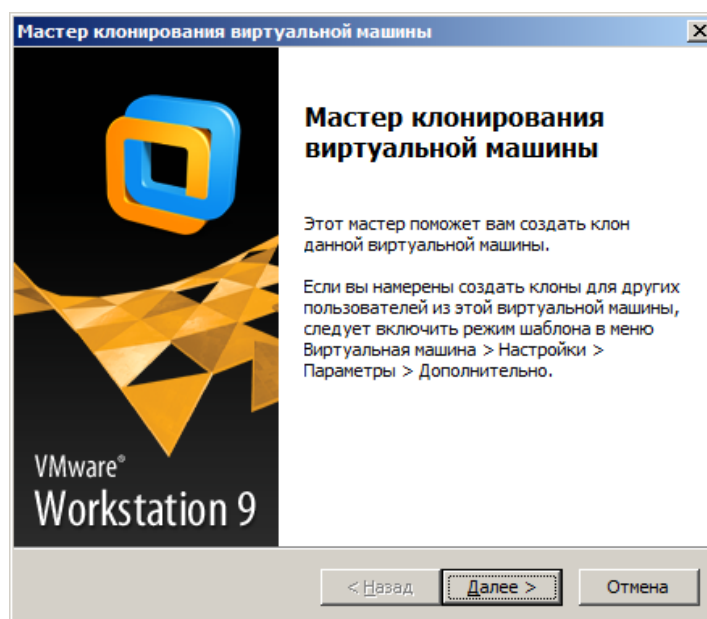 Мастер клонирования виртуальной машины
Мастер клонирования
виртуальной машины
Этот мастер поможет вам создать клон
данной виртуальной машины.
Если вы намерены создать клоны для других
пользователей из этой виртуальной машины,
следует включить режим шаблона в меню
Виртуальная машина > Настройки >
Параметры > Дополнительно.
VMware®
Workstation 9
< Назад
Далее >
Отмена